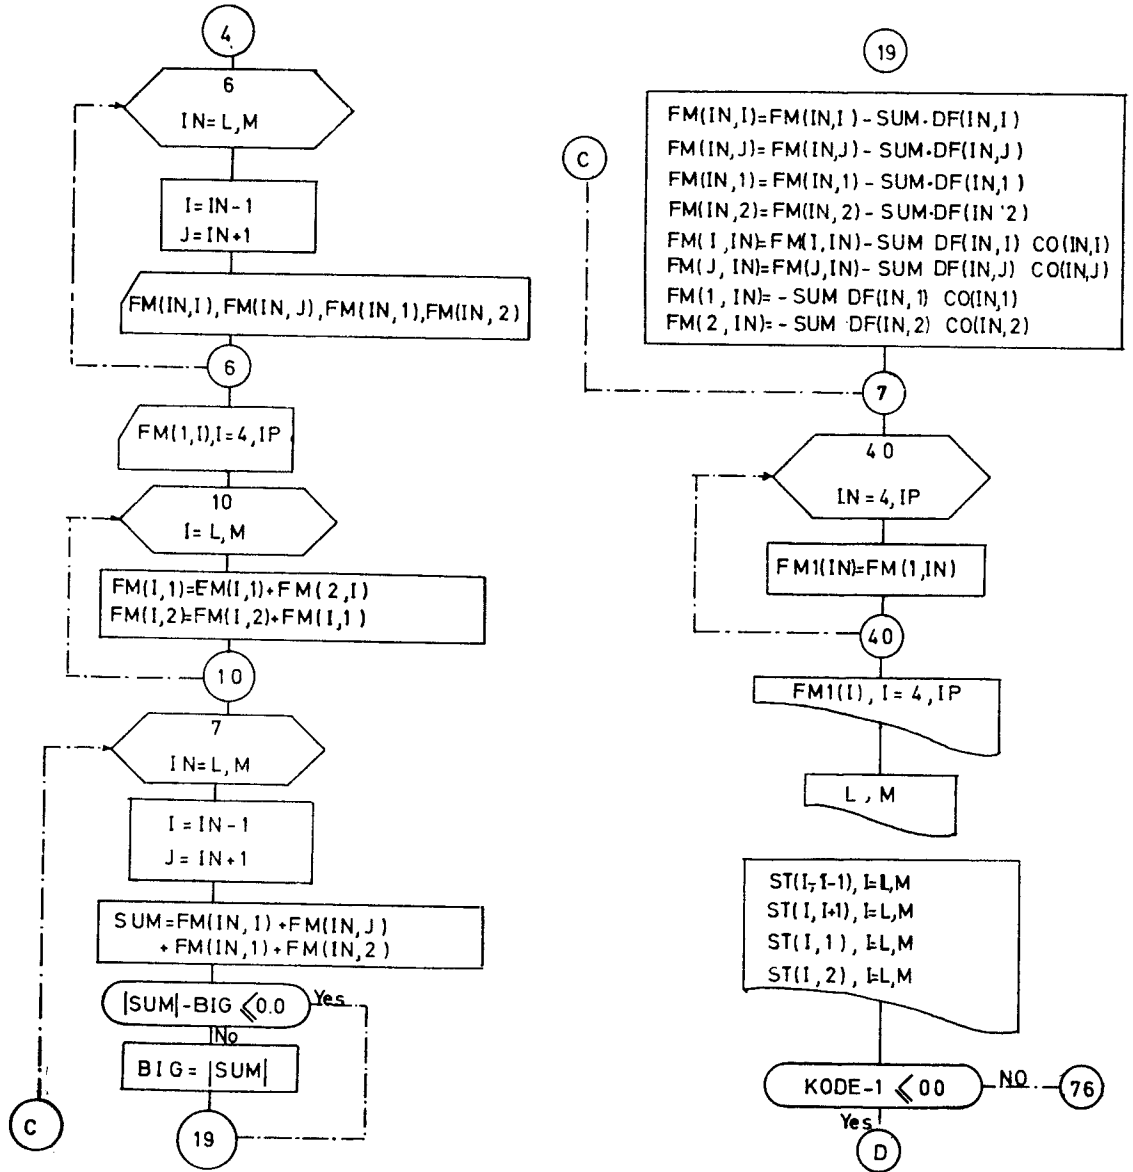 4
6
IN=L,M
I=IN-1
J=IN+1
FM(IN,I),FM(IN,J),FM(IN,1),FM(IN,2)
6
FM(1,I),I=4,IP
10
I=L,M
FM(I,1)=EM(I,1)+FM(2,I)
FM(I,2)=FM(I,2)+FM(I,1)
10
7
IN=L,M
I=IN-1
J=IN+1
SUM=FM(IN,I)+FM(IN,J)
+FM(IN,1)+FM(IN,2)
|SUM|-BIG ⩽0.0 Yes
No
BIG= |SUM|
C
19
19
FM(IN,I)=FM(IN,I)-SUM·DF(IN,I)
FM(IN,J)=FM(IN,J)-SUM·DF(IN,J)
FM(IN,1)=FM(IN,1)-SUM·DF(IN,1)
FM(IN,2)=FM(IN,2)-SUM·DF(IN'2)
FM(I,IN)=FM(I,IN)-SUM DF(IN,I) CO(IN,I)
FM(J,IN)=FM(J,IN)-SUM DF(IN,J) CO(IN,J)
FM(1,IN)=-SUM DF(IN,1) CO(IN,1)
FM(2,IN)=-SUM ·DF(IN,2) CO(IN,2)
C
7
40
IN=4,IP
FM1(IN)=FM(1,IN)
40
FM1(I),I=4,IP
L,M
ST(I,I-1),I=L,M
ST(I,I+1),I=L,M
ST(I,1),I=L,M
ST(I,2),I=L,M
KODE-1 ⩽00 NO 76
Yes
D